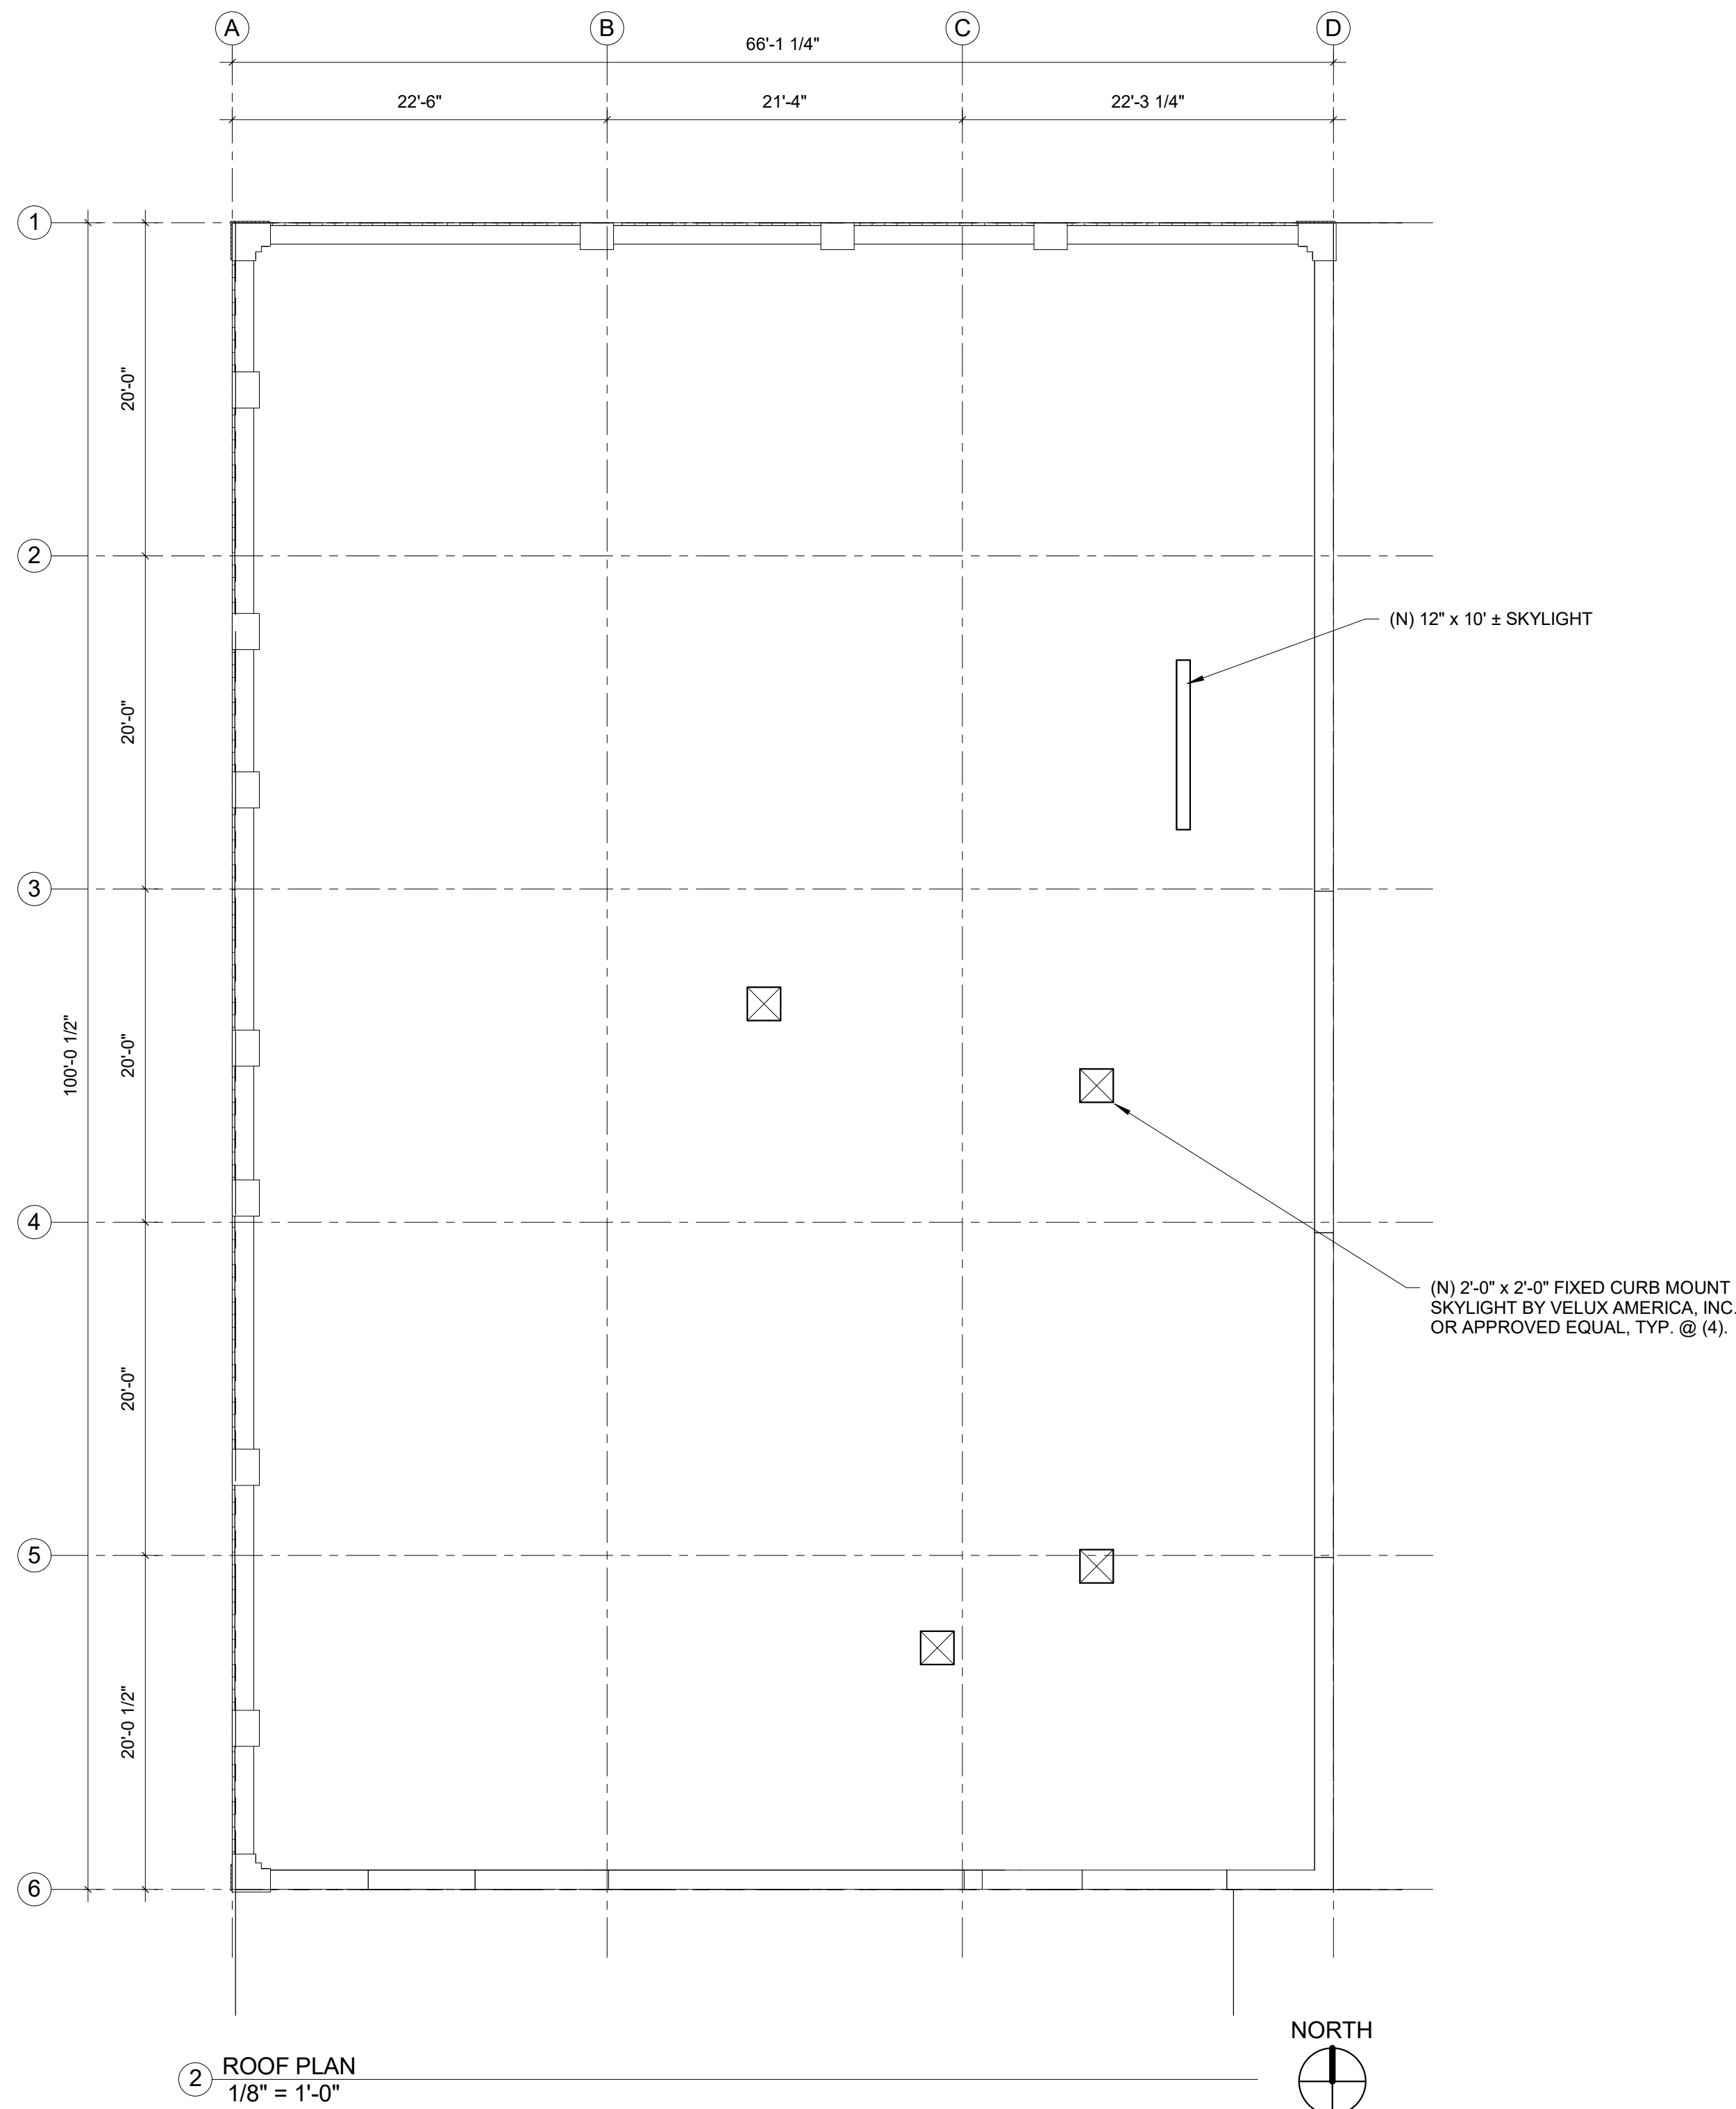 A
B
C
D
66'-1 1/4"
22'-6"
21'-4"
22'-3 1/4"
1
20'-0"
2
(N) 12" x 10' ± SKYLIGHT
20'-0"
3
100'-0 1/2"
20'-0"
4
(N) 2'-0" x 2'-0" FIXED CURB MOUNT
SKYLIGHT BY VELUX AMERICA, INC.
OR APPROVED EQUAL, TYP. @ (4).
20'-0"
5
20'-0 1/2"
6
NORTH
2
ROOF PLAN
1/8" = 1'-0"